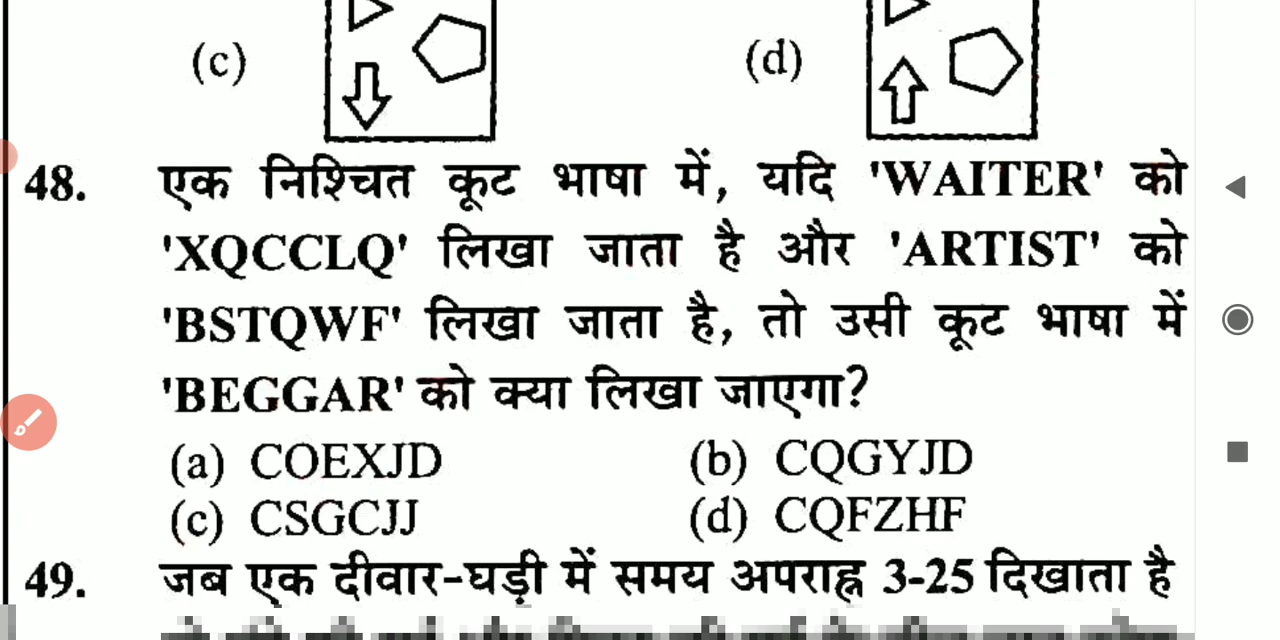 (c) (d)
48. एक निश्चित कूट भाषा में, यदि 'WAITER' को
'XQCCLQ' लिखा जाता है और 'ARTIST' को
'BSTQWF' लिखा जाता है, तो उसी कूट भाषा में
'BEGGAR' को क्या लिखा जाएगा?
(a) COEXJD (b) CQGYJD
(c) CSGCJJ (d) CQFZHF
49. जब एक दीवार-घड़ी में समय अपराह्न 3-25 दिखाता है